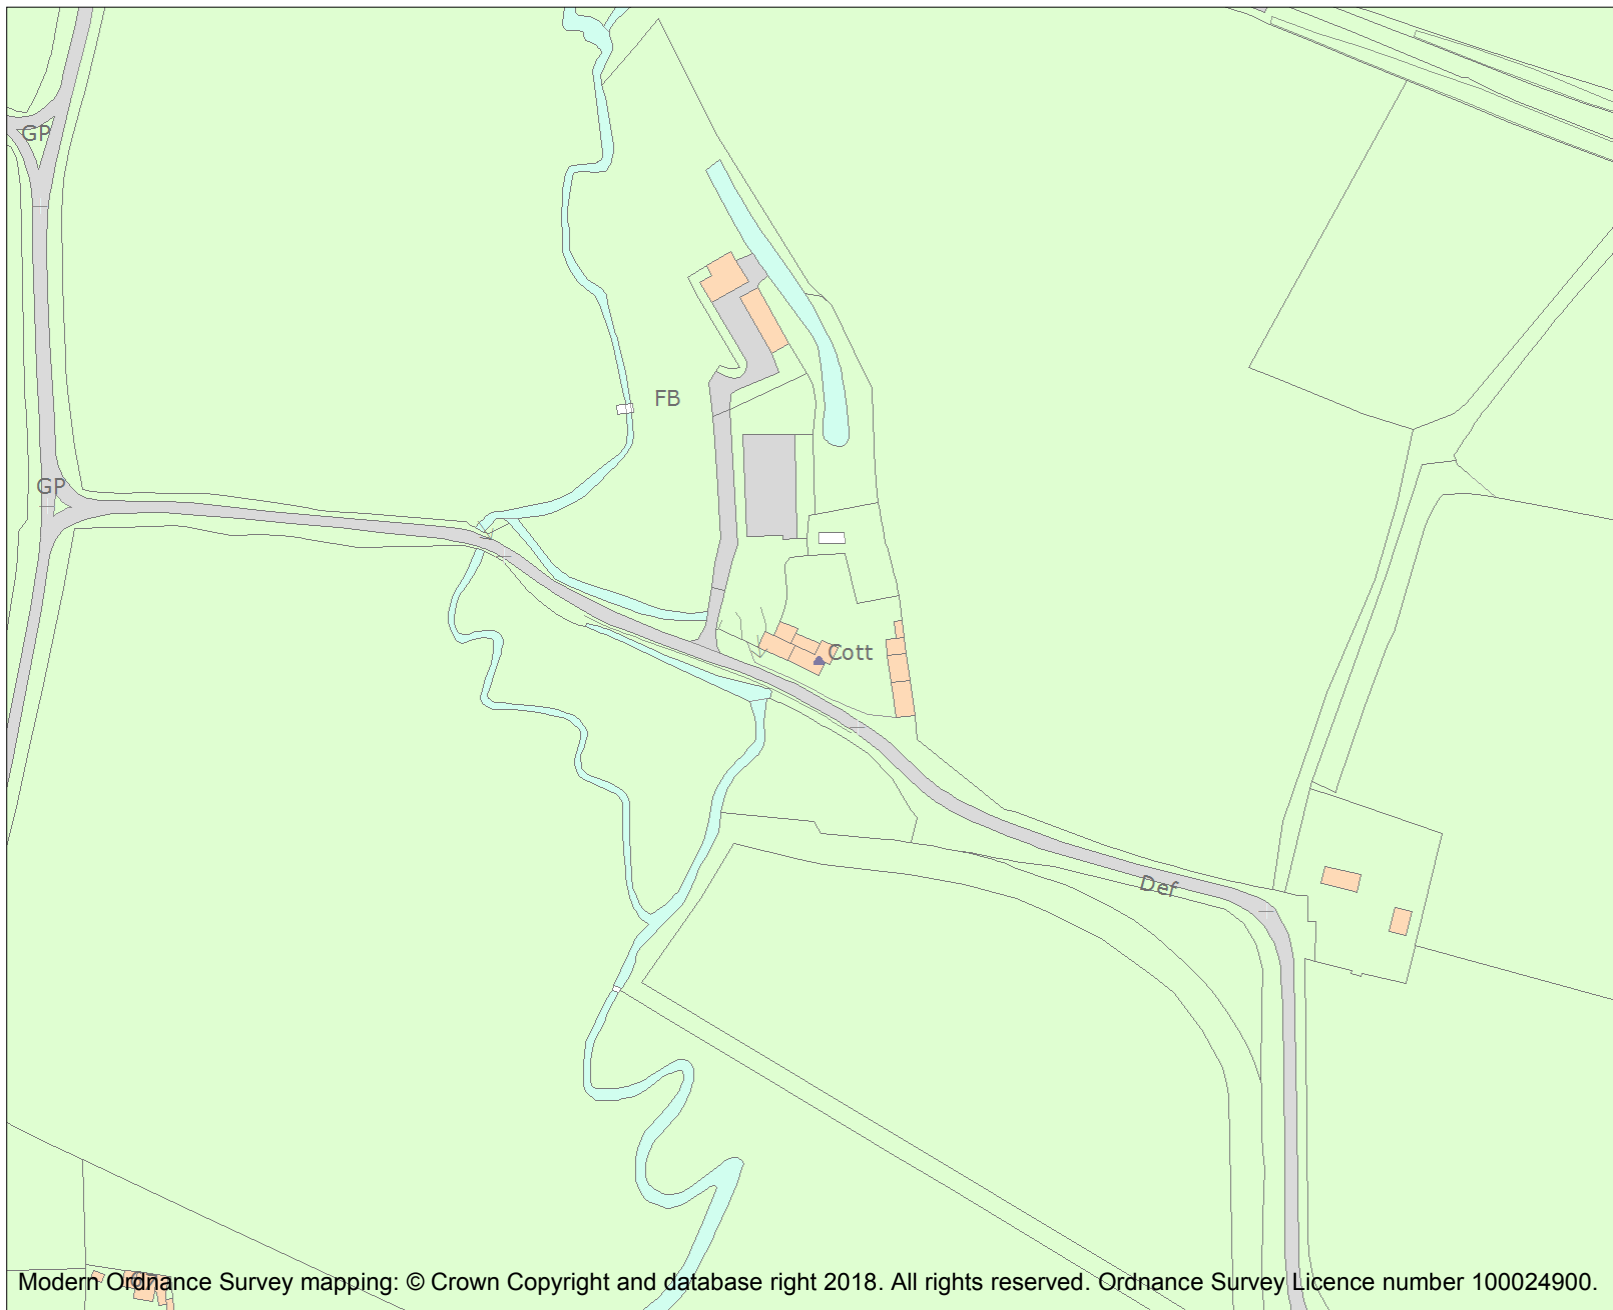 GP
FB
GP
Cott
Def
Modern Ordnance Survey mapping: © Crown Copyright and database right 2018. All rights reserved. Ordnance Survey Licence number 100024900.